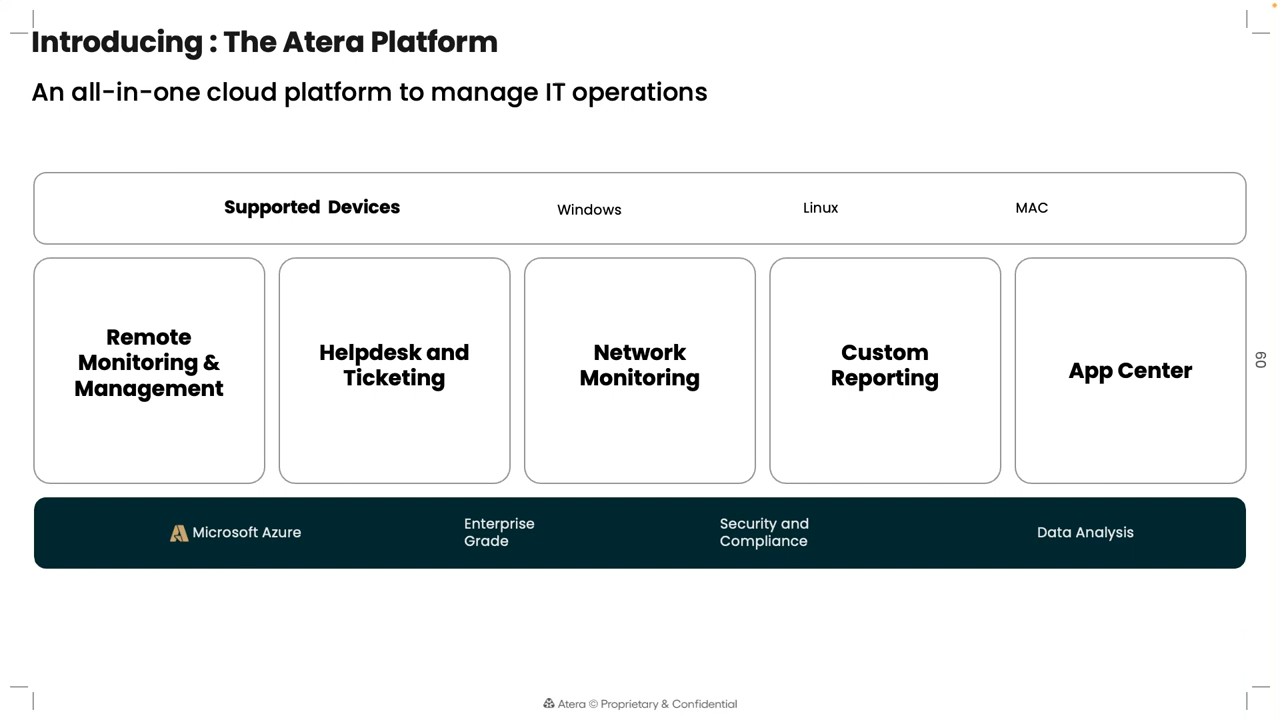 Introducing : The Atera Platform
An all-in-one cloud platform to manage IT operations
Supported Devices
Windows
Linux
MAC
Remote
Monitoring &
Management
Helpdesk and
Ticketing
Network
Monitoring
Custom
Reporting
App Center
09
Microsoft Azure
Enterprise
Grade
Security and
Compliance
Data Analysis
Atera © Proprietary & Confidential